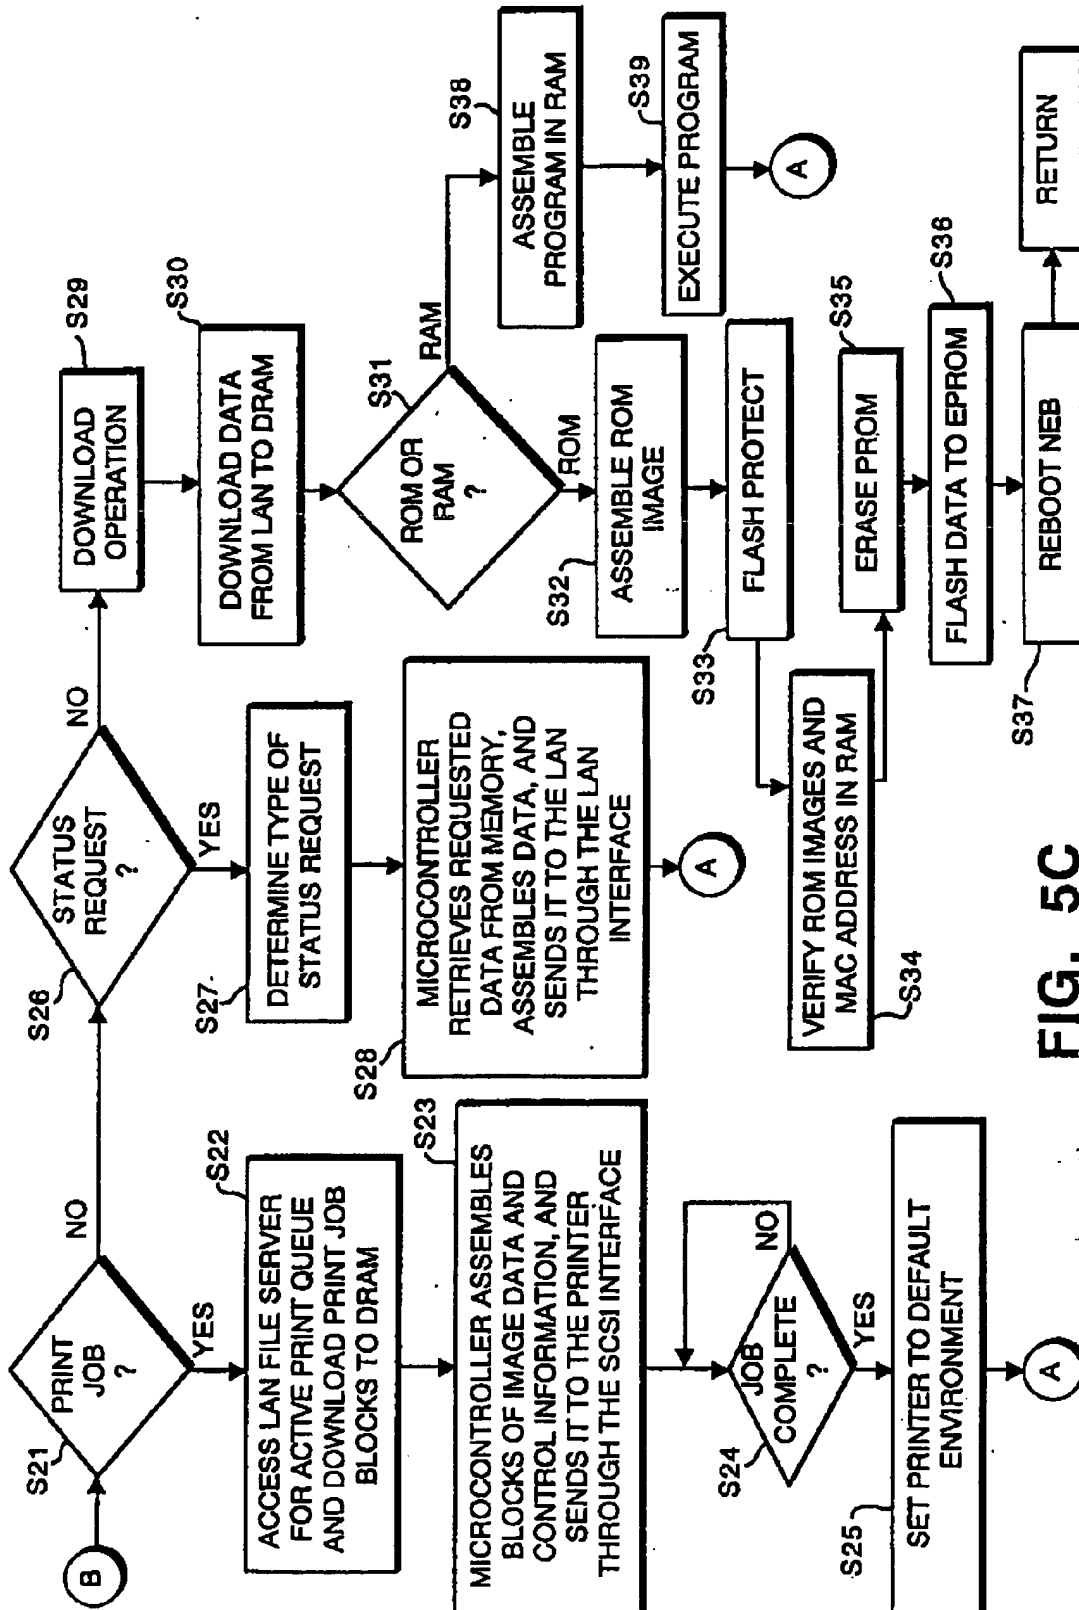 B
S21
PRINT
JOB
?
NO
YES
S22
ACCESS LAN FILE SERVER
FOR ACTIVE PRINT QUEUE
AND DOWNLOAD PRINT JOB
BLOCKS TO DRAM
S23
MICROCONTROLLER ASSEMBLES
BLOCKS OF IMAGE DATA AND
CONTROL INFORMATION, AND
SENDS IT TO THE PRINTER
THROUGH THE SCSI INTERFACE
S24
JOB
COMPLETE
?
NO
YES
S25
SET PRINTER TO DEFAULT
ENVIRONMENT
A
S26
STATUS
REQUEST
?
NO
YES
S27
DETERMINE TYPE OF
STATUS REQUEST
S28
MICROCONTROLLER
RETRIEVES REQUESTED
DATA FROM MEMORY,
ASSEMBLES DATA, AND
SENDS IT TO THE LAN
THROUGH THE LAN
INTERFACE
A
S29
DOWNLOAD
OPERATION
S30
DOWNLOAD DATA
FROM LAN TO DRAM
S31
ROM OR
RAM
?
RAM
ROM
S32
ASSEMBLE ROM
IMAGE
S33
FLASH PROTECT
S34
VERIFY ROM IMAGES AND
MAC ADDRESS IN RAM
S35
ERASE PROM
S36
FLASH DATA TO EPROM
S37
REBOOT NEB
RETURN
S38
ASSEMBLE
PROGRAM IN RAM
S39
EXECUTE PROGRAM
A
FIG. 5C